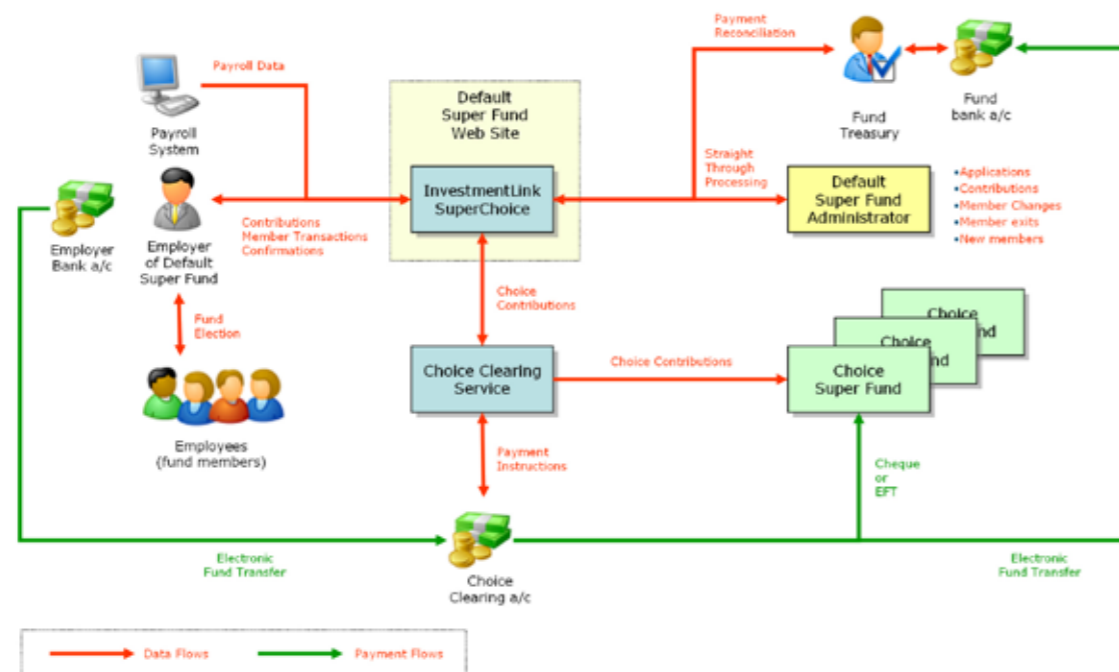 Payment
Reconciliation
Payroll Data
Default
Super Fund
Web Site
Payroll
System
Fund
Treasury
Fund
bank a/c
Straight
Through
Processing
InvestmentLink
SuperChoice
Default
Super Fund
Administrator
•Applications
•Contributions
•Member Changes
•Member exits
•New members
Contributions
Member Transactions
Confirmations
Employer
Bank a/c
Employer
of Default
Super Fund
Choice
Contributions
Fund
Election
Choice
nd
Choice
nd
Choice Clearing
Service
Choice Contributions
Choice
Super Fund
Employees
(fund members)
Payment
Instructions
Cheque
or
EFT
Electronic
Fund Transfer
Choice
Clearing a/c
Electronic
Fund Transfer
Data Flows
Payment Flows